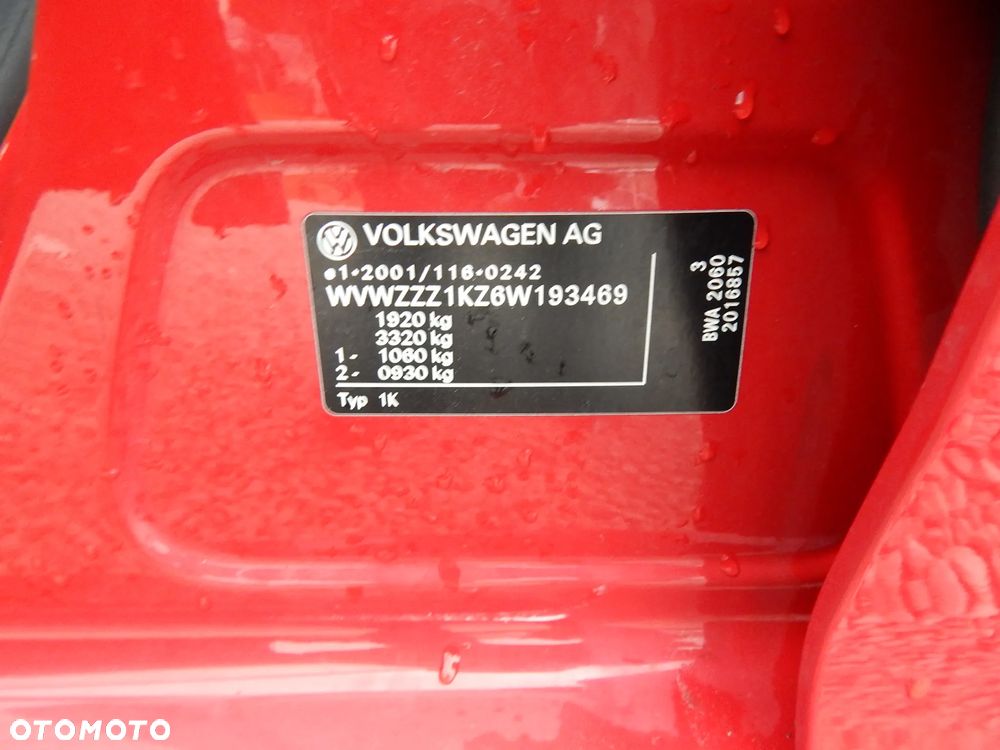 VOLKSWAGEN AG
e1*2001/116*0242
WVWZZZ1KZ6W193469
1920 kg
3320 kg
1- 1060 kg
2- 0930 kg
Typ 1K
3
BWA 2060
2016857
OTOMOTO